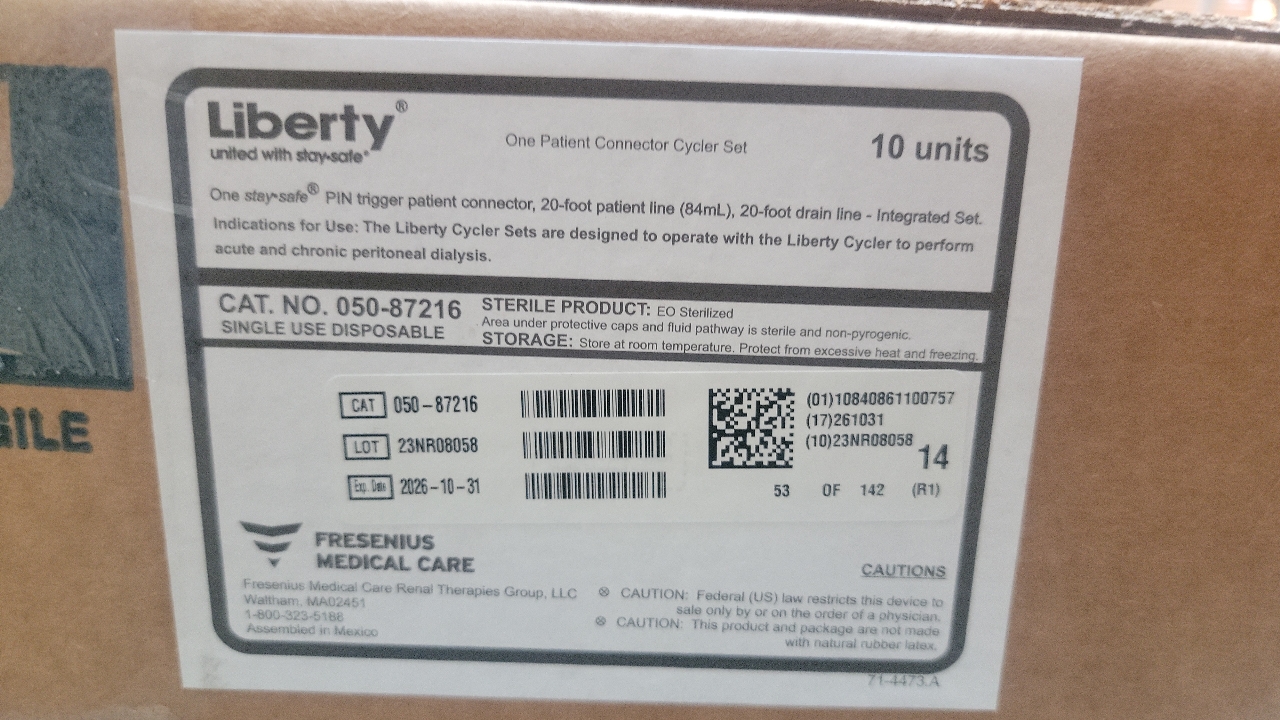 Liberty®
united with stay•safe®
One Patient Connector Cycler Set
10 units
One stay•safe® PIN trigger patient connector, 20-foot patient line (84mL), 20-foot drain line - Integrated Set.
Indications for Use: The Liberty Cycler Sets are designed to operate with the Liberty Cycler to perform
acute and chronic peritoneal dialysis.
CAT. NO. 050-87216
SINGLE USE DISPOSABLE
STERILE PRODUCT: EO Sterilized
Area under protective caps and fluid pathway is sterile and non-pyrogenic.
STORAGE: Store at room temperature. Protect from excessive heat and freezing.
CAT 050-87216
LOT 23NR08058
Exp. Date 2026-10-31
(01)10840861100757
(17)261031
(10)23NR08058
14
53 OF 142 (R1)
GILE
FRESENIUS
MEDICAL CARE
Fresenius Medical Care Renal Therapies Group, LLC
Waltham, MA02451
1-800-323-5188
Assembled in Mexico
CAUTIONS
CAUTION: Federal (US) law restricts this device to
sale only by or on the order of a physician.
CAUTION: This product and package are not made
with natural rubber latex.
71-4473.A